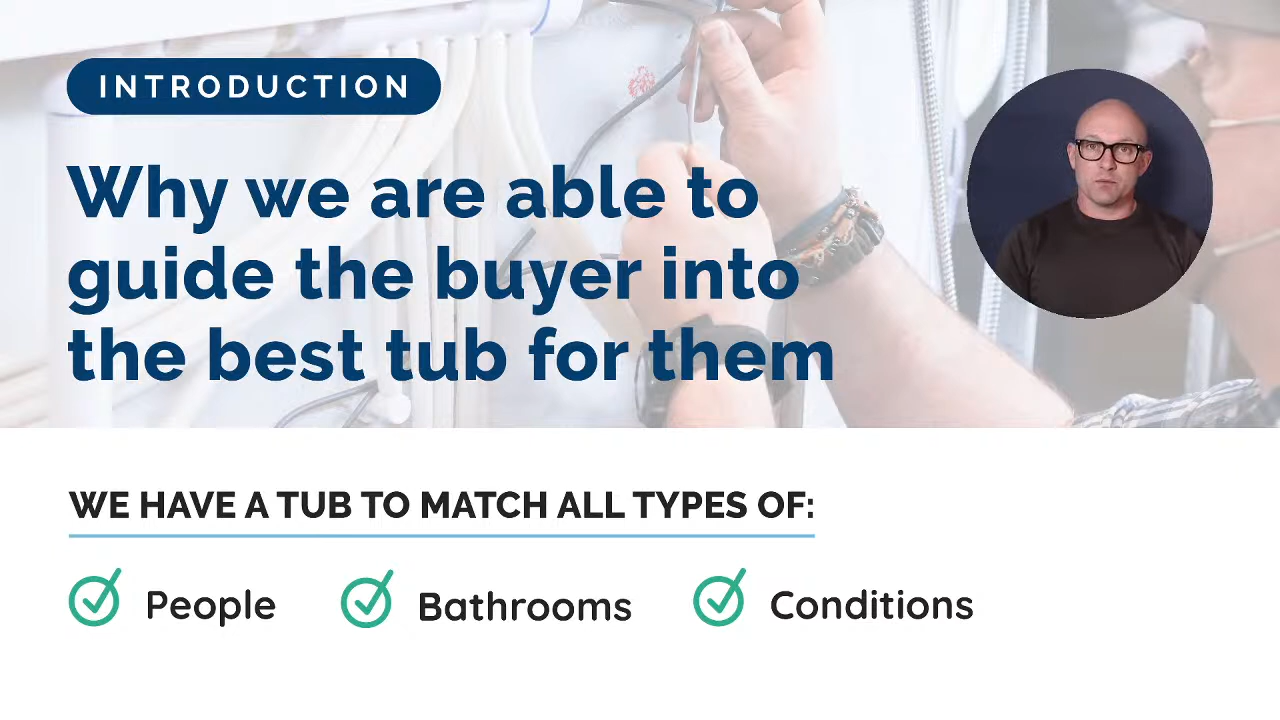 INTRODUCTION
Why we are able to
guide the buyer into
the best tub for them
WE HAVE A TUB TO MATCH ALL TYPES OF:
People Bathrooms Conditions